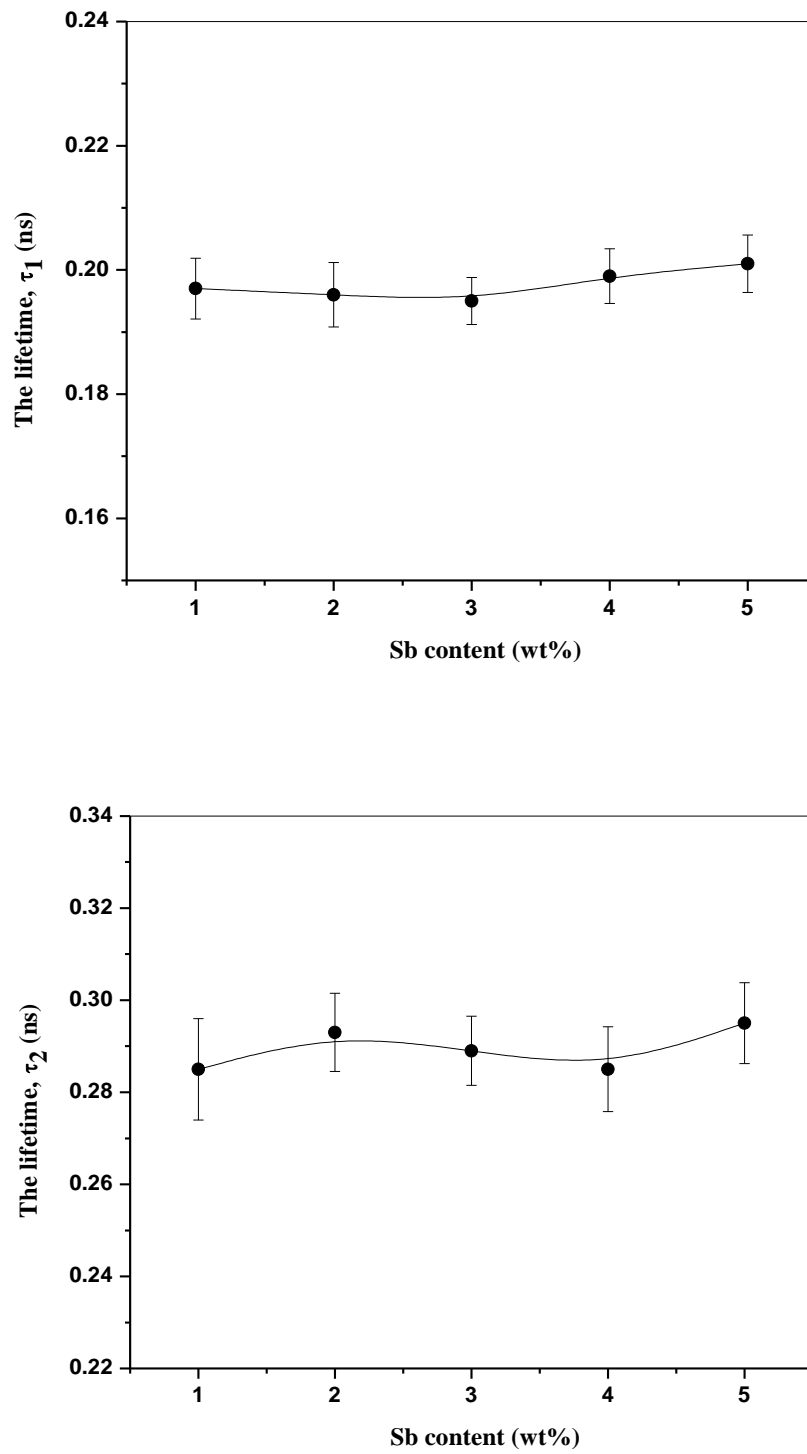 0.24
0.22
0.20
0.18
0.16
The lifetime, τ1 (ns)
1 2 3 4 5
Sb content (wt%)
0.34
0.32
0.30
0.28
0.26
0.24
0.22
The lifetime, τ2 (ns)
1 2 3 4 5
Sb content (wt%)